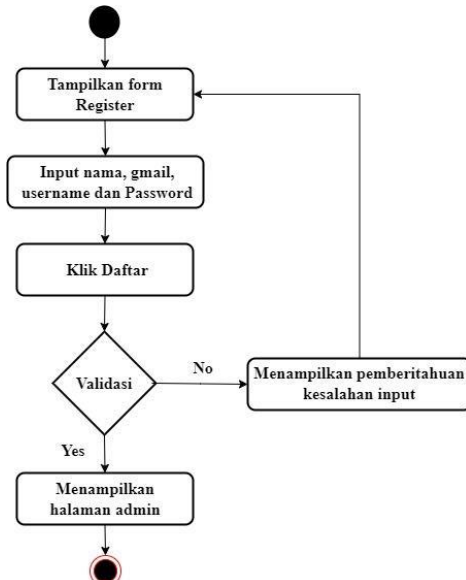 Tampilkan form
Register
Input nama, gmail,
username dan Password
Klik Daftar
Validasi
No
Menampilkan pemberitahuan
kesalahan input
Yes
Menampilkan
halaman admin